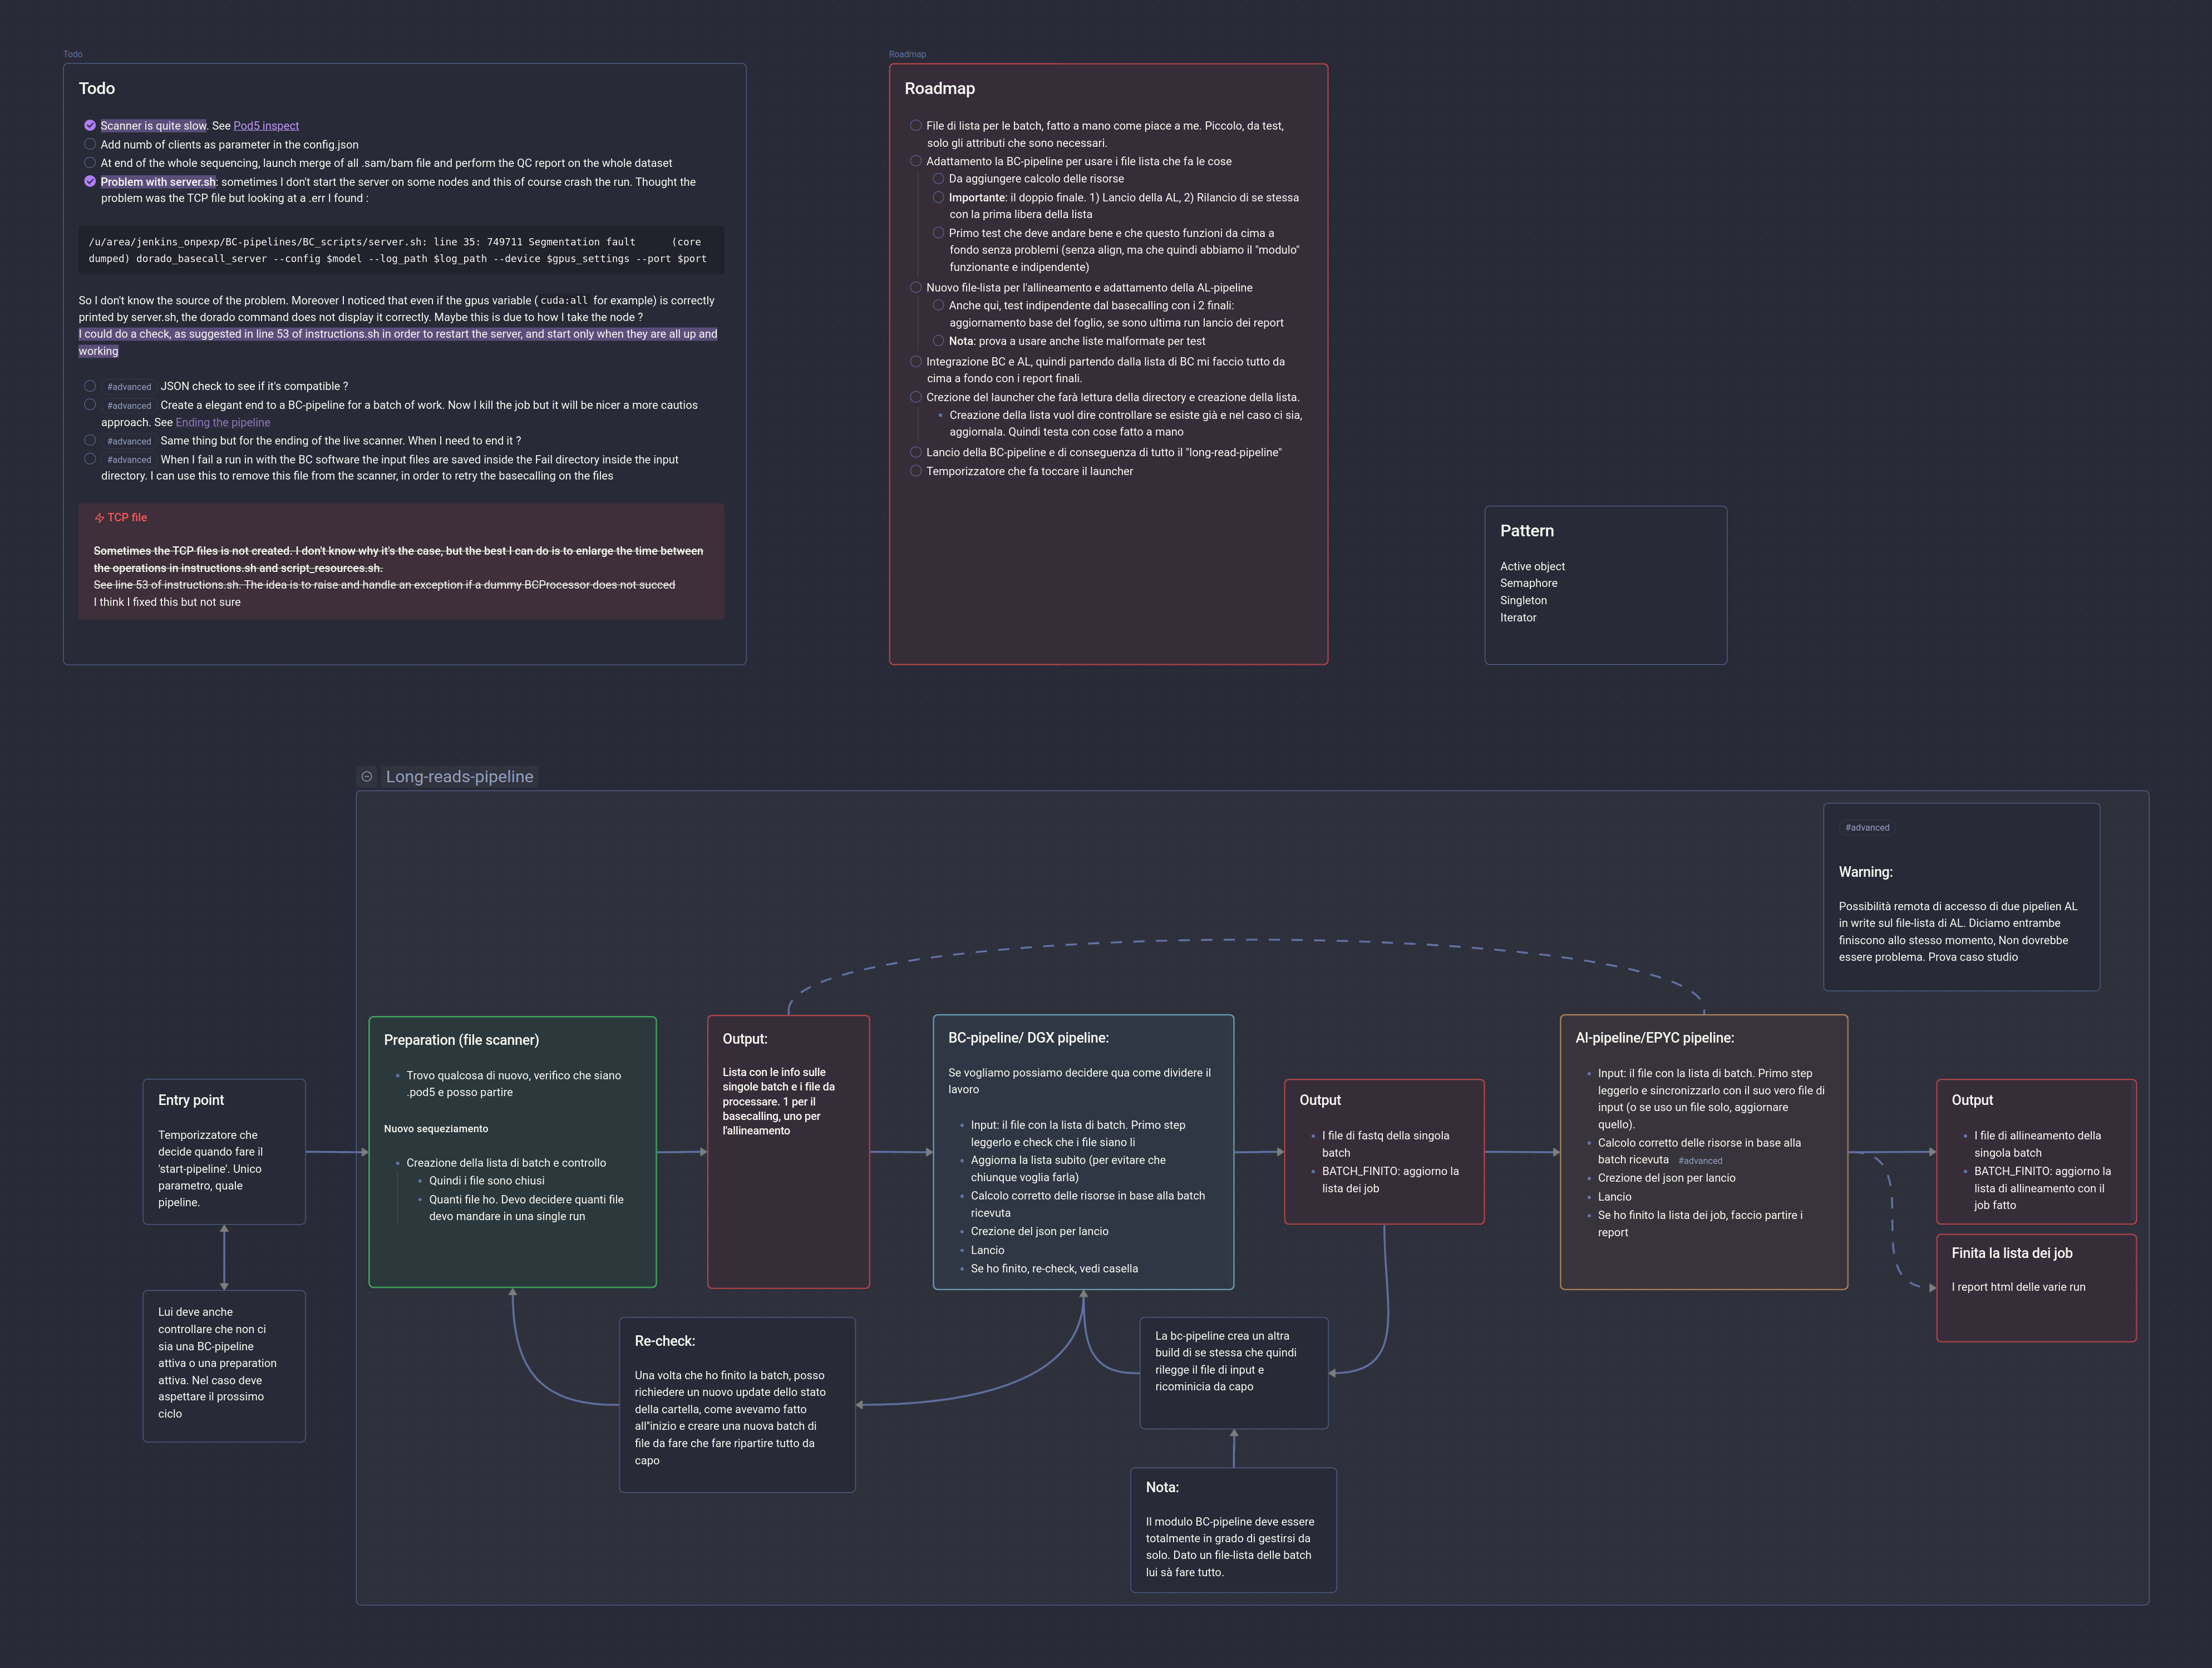 Todo
Todo
Scanner is quite slow. See Pod5 inspect
Add numb of clients as parameter in the config.json
At end of the whole sequencing, launch merge of all .sam/bam file and perform the QC report on the whole dataset
Problem with server.sh: sometimes I don't start the server on some nodes and this of course crash the run. Thought the
problem was the TCP file but looking at a .err I found :
/u/area/jenkins_onpexp/BC-pipelines/BC_scripts/server.sh: line 35: 749711 Segmentation fault (core
dumped) dorado_basecall_server --config $model --log_path $log_path --device $gpus_settings --port $port
So I don't know the source of the problem. Moreover I noticed that even if the gpus variable (cuda:all for example) is correctly
printed by server.sh, the dorado command does not display it correctly. Maybe this is due to how I take the node ?
I could do a check, as suggested in line 53 of instructions.sh in order to restart the server, and start only when they are all up and
working
#advanced JSON check to see if it's compatible ?
#advanced Create a elegant end to a BC-pipeline for a batch of work. Now I kill the job but it will be nicer a more cautios
approach. See Ending the pipeline
#advanced Same thing but for the ending of the live scanner. When I need to end it ?
#advanced When I fail a run in with the BC software the input files are saved inside the Fail directory inside the input
directory. I can use this to remove this file from the scanner, in order to retry the basecalling on the files
TCP file
Sometimes the TCP files is not created. I don't know why it's the case, but the best I can do is to enlarge the time between
the operations in instructions.sh and script_resources.sh.
See line 53 of instructions.sh. The idea is to raise and handle an exception if a dummy BCProcessor does not succed
I think I fixed this but not sure
Roadmap
Roadmap
File di lista per le batch, fatto a mano come piace a me. Piccolo, da test,
solo gli attributi che sono necessari.
Adattamento la BC-pipeline per usare i file lista che fa le cose
Da aggiungere calcolo delle risorse
Importante: il doppio finale. 1) Lancio della AL, 2) Rilancio di se stessa
con la prima libera della lista
Primo test che deve andare bene e che questo funzioni da cima a
fondo senza problemi (senza align, ma che quindi abbiamo il "modulo"
funzionante e indipendente)
Nuovo file-lista per l'allineamento e adattamento della AL-pipeline
Anche qui, test indipendente dal basecalling con i 2 finali:
aggiornamento base del foglio, se sono ultima run lancio dei report
Nota: prova a usare anche liste malformate per test
Integrazione BC e AL, quindi partendo dalla lista di BC mi faccio tutto da
cima a fondo con i report finali.
Crezione del launcher che farà lettura della directory e creazione della lista.
Creazione della lista vuol dire controllare se esiste già e nel caso ci sia,
aggiornala. Quindi testa con cose fatto a mano
Lancio della BC-pipeline e di conseguenza di tutto il "long-read-pipeline"
Temporizzatore che fa toccare il launcher
Pattern
Active object
Semaphore
Singleton
Iterator
Long-reads-pipeline
#advanced
Warning:
Possibilità remota di accesso di due pipelien AL
in write sul file-lista di AL. Diciamo entrambe
finiscono allo stesso momento, Non dovrebbe
essere problema. Prova caso studio
Entry point
Temporizzatore che
decide quando fare il
'start-pipeline'. Unico
parametro, quale
pipeline.
Lui deve anche
controllare che non ci
sia una BC-pipeline
attiva o una preparation
attiva. Nel caso deve
aspettare il prossimo
ciclo
Preparation (file scanner)
Trovo qualcosa di nuovo, verifico che siano
.pod5 e posso partire
Nuovo sequeziamento
Creazione della lista di batch e controllo
Quindi i file sono chiusi
Quanti file ho. Devo decidere quanti file
devo mandare in una single run
Output:
Lista con le info sulle
singole batch e i file da
processare. 1 per il
basecalling, uno per
l'allineamento
BC-pipeline/ DGX pipeline:
Se vogliamo possiamo decidere qua come dividere il
lavoro
Input: il file con la lista di batch. Primo step
leggerlo e check che i file siano li
Aggiorna la lista subito (per evitare che
chiunque voglia farla)
Calcolo corretto delle risorse in base alla batch
ricevuta
Crezione del json per lancio
Lancio
Se ho finito, re-check, vedi casella
Output
I file di fastq della singola
batch
BATCH_FINITO: aggiorno la
lista dei job
AI-pipeline/EPYC pipeline:
Input: il file con la lista di batch. Primo step
leggerlo e sincronizzarlo con il suo vero file di
input (o se uso un file solo, aggiornare
quello).
Calcolo corretto delle risorse in base alla
batch ricevuta #advanced
Crezione del json per lancio
Lancio
Se ho finito la lista dei job, faccio partire i
report
Output
I file di allineamento della
singola batch
BATCH_FINITO: aggiorno la
lista di allineamento con il
job fatto
Finita la lista dei job
I report html delle varie run
Re-check:
Una volta che ho finito la batch, posso
richiedere un nuovo update dello stato
della cartella, come avevamo fatto
all"inizio e creare una nuova batch di
file da fare che fare ripartire tutto da
capo
La bc-pipeline crea un altra
build di se stessa che quindi
rilegge il file di input e
ricominicia da capo
Nota:
Il modulo BC-pipeline deve essere
totalmente in grado di gestirsi da
solo. Dato un file-lista delle batch
lui sà fare tutto.